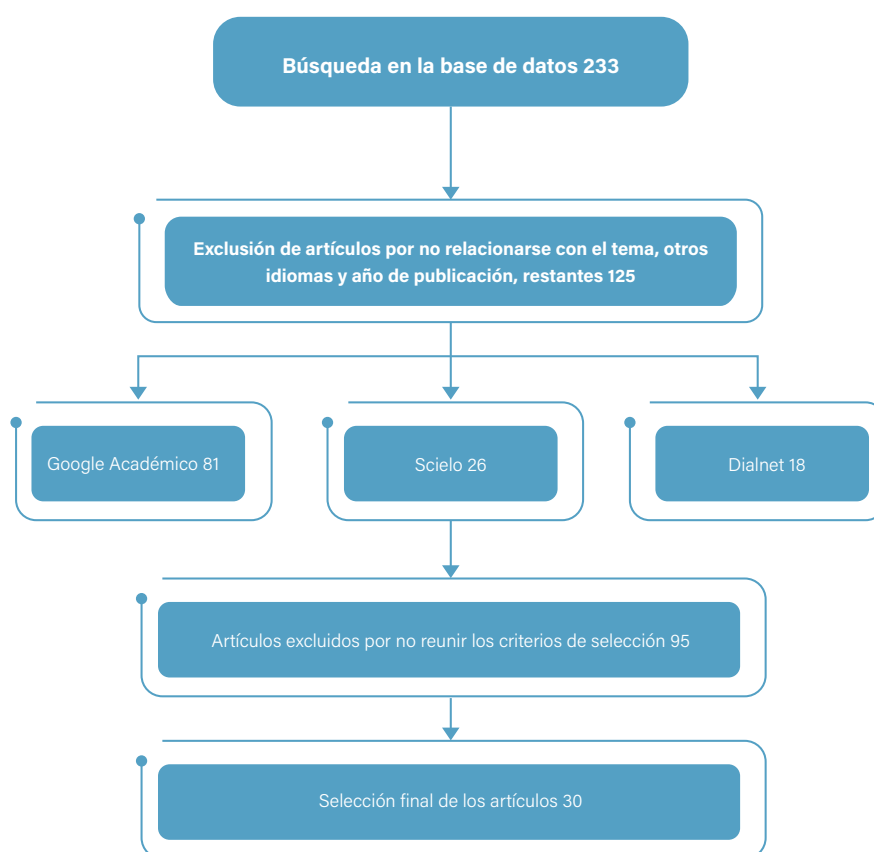 Búsqueda en la base de datos 233
Exclusión de artículos por no relacionarse con el tema, otros
idiomas y año de publicación, restantes 125
Google Académico 81
Scielo 26
Dialnet 18
Artículos excluidos por no reunir los criterios de selección 95
Selección final de los artículos 30